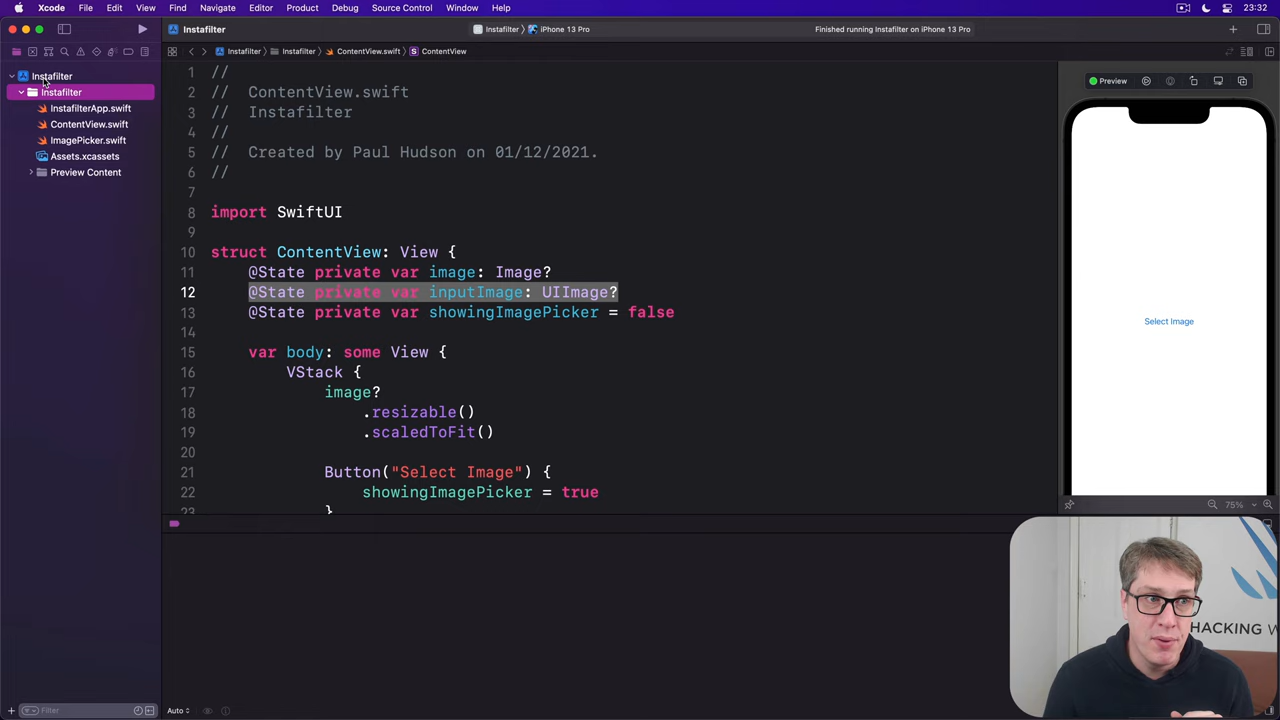 Xcode File Edit View Find Navigate Editor Product Debug Source Control Window Help 23:32
Instafilter Instafilter iPhone 13 Pro Finished running Instafilter on iPhone 13 Pro
Instafilter Instafilter ContentView.swift S ContentView
Instafilter
Instafilter
InstafilterApp.swift
ContentView.swift
ImagePicker.swift
Assets.xcassets
Preview Content
1 //
2 // ContentView.swift
3 // Instafilter
4 //
5 // Created by Paul Hudson on 01/12/2021.
6 //
7
8 import SwiftUI
9
10 struct ContentView: View {
11 @State private var image: Image?
12 @State private var inputImage: UIImage?
13 @State private var showingImagePicker = false
14
15 var body: some View {
16 VStack {
17 image?
18 .resizable()
19 .scaledToFit()
20
21 Button("Select Image") {
22 showingImagePicker = true
23 }
Preview
Select Image
75%
HACKING W
Filter
Auto